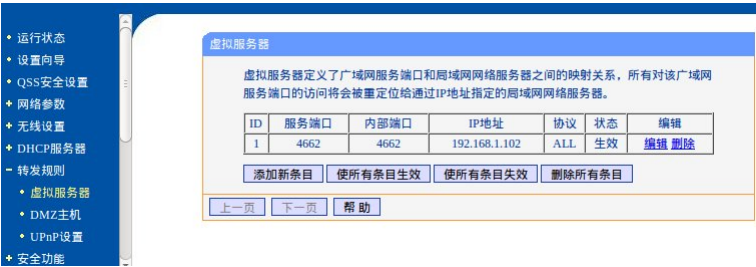 运行状态
设置向导
QSS安全设置
网络参数
无线设置
DHCP服务器
转发规则
虚拟服务器
DMZ主机
UPnP设置
安全功能
虚拟服务器
虚拟服务器定义了广域网服务端口和局域网网络服务器之间的映射关系，所有对该广域网
服务端口的访问将会被重定位给通过IP地址指定的局域网网络服务器。
ID 服务端口 内部端口 IP地址 协议 状态 编辑
1 4662 4662 192.168.1.102 ALL 生效 编辑 删除
添加新条目 使所有条目生效 使所有条目失效 删除所有条目
上一页 下一页 帮 助